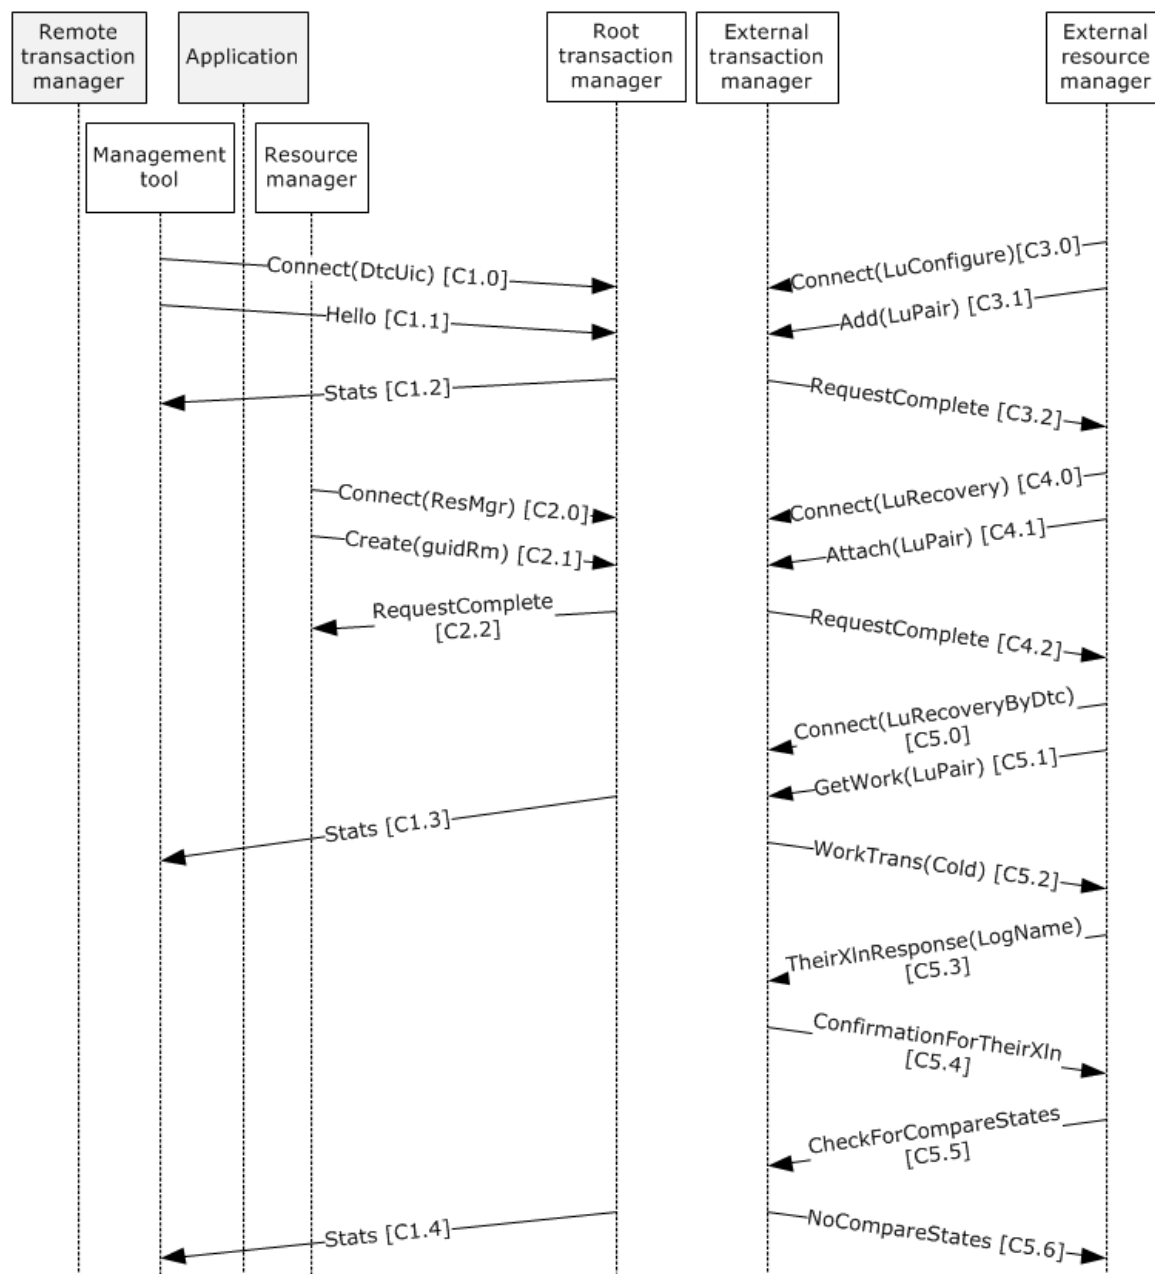 Remote
transaction
manager
Application
Root
transaction
manager
External
transaction
manager
External
resource
manager
Management
tool
Resource
manager
Connect(DtcUic) [C1.0]
Connect(LuConfigure)[C3.0]
Hello [C1.1]
Add(LuPair) [C3.1]
Stats [C1.2]
RequestComplete [C3.2]
Connect(ResMgr) [C2.0]
Connect(LuRecovery) [C4.0]
Create(guidRm) [C2.1]
Attach(LuPair) [C4.1]
RequestComplete
[C2.2]
RequestComplete [C4.2]
Connect(LuRecoveryByDtc)
[C5.0]
GetWork(LuPair) [C5.1]
Stats [C1.3]
WorkTrans(Cold) [C5.2]
TheirXlnResponse(LogName)
[C5.3]
ConfirmationForTheirXln
[C5.4]
CheckForCompareStates
[C5.5]
Stats [C1.4]
NoCompareStates [C5.6]